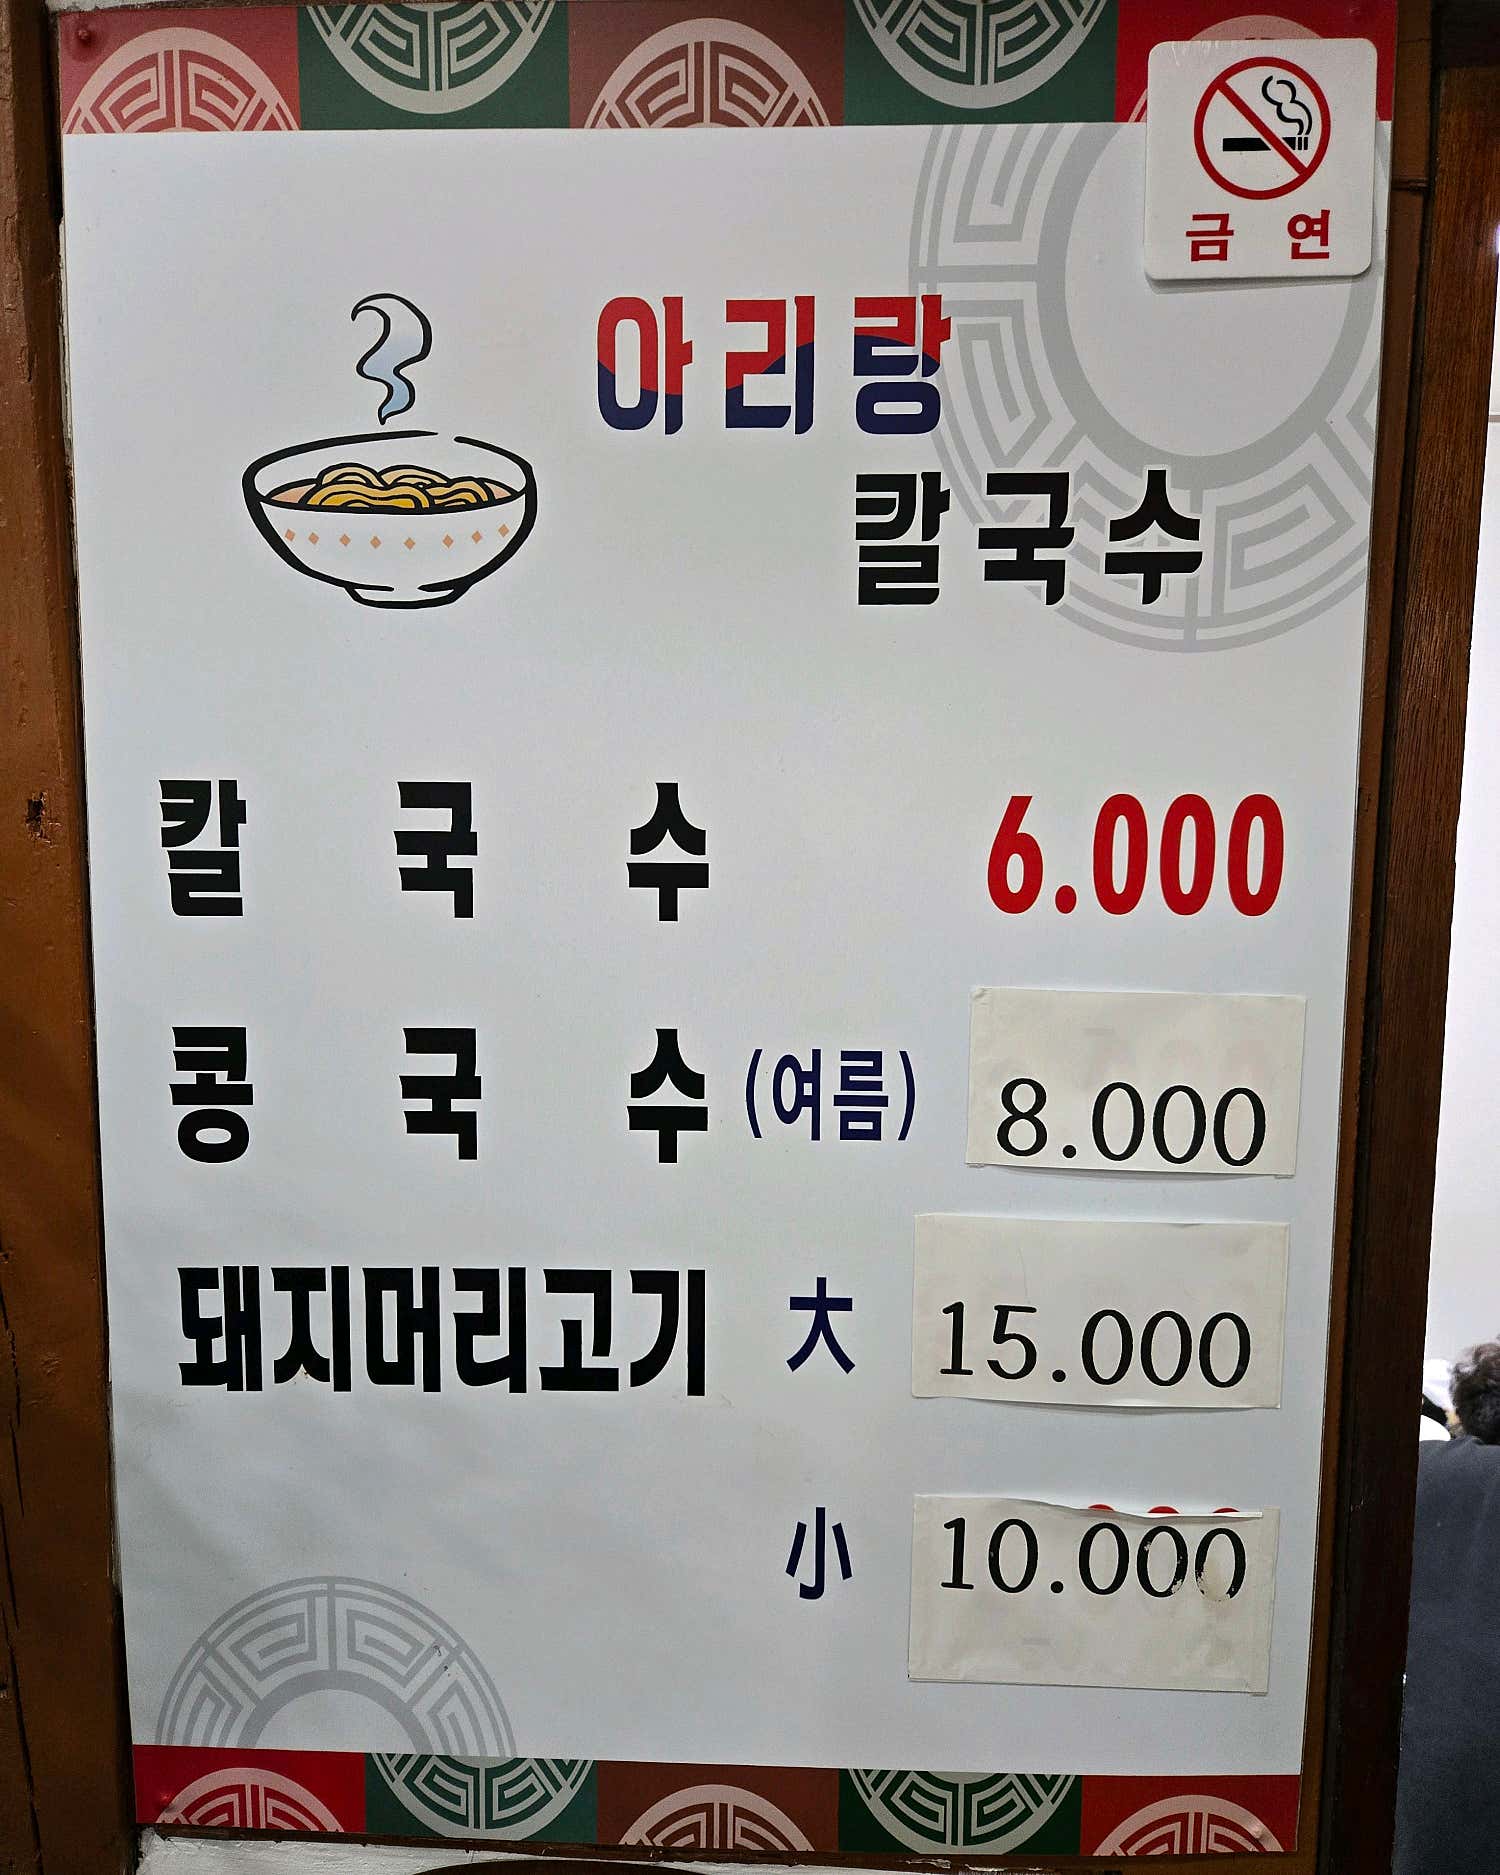 금 연
아리랑
칼국수
칼 국 수 6.000
콩 국 수 (여름) 8.000
돼지머리고기 大 15.000
小 10.000